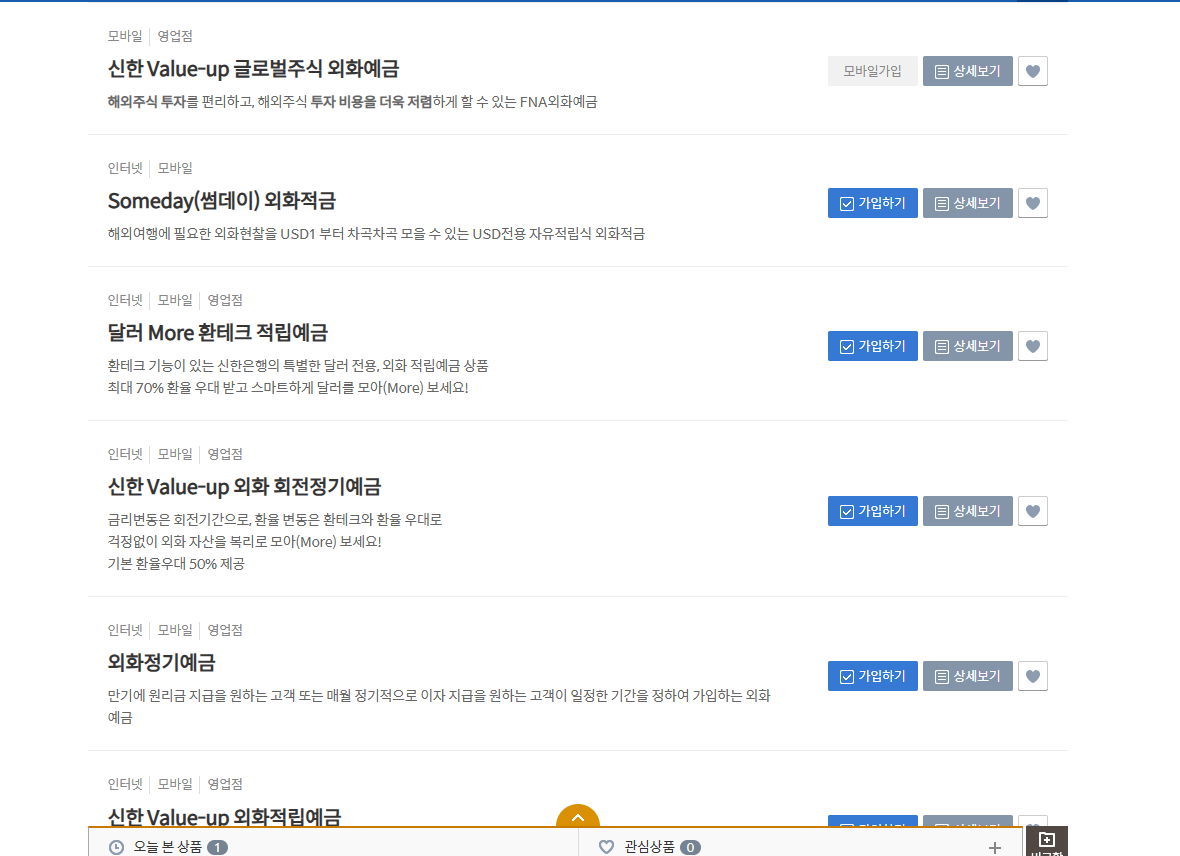 모바일 영업점
신한 Value-up 글로벌주식 외화예금
모바일가입 상세보기
해외주식 투자를 편리하고, 해외주식 투자 비용을 더욱 저렴하게 할 수 있는 FNA외화예금
인터넷 모바일
Someday(썸데이) 외화적금
가입하기 상세보기
해외여행에 필요한 외화현찰을 USD1 부터 차곡차곡 모을 수 있는 USD전용 자유적립식 외화적금
인터넷 모바일 영업점
달러 More 환테크 적립예금
가입하기 상세보기
환테크 기능이 있는 신한은행의 특별한 달러 전용, 외화 적립예금 상품
최대 70% 환율 우대 받고 스마트하게 달러를 모아(More) 보세요!
인터넷 모바일 영업점
신한 Value-up 외화 회전정기예금
가입하기 상세보기
금리변동은 회전기간으로, 환율 변동은 환테크와 환율 우대로
걱정없이 외화 자산을 복리로 모아(More) 보세요!
기본 환율우대 50% 제공
인터넷 모바일 영업점
외화정기예금
가입하기 상세보기
만기에 원리금 지급을 원하는 고객 또는 매월 정기적으로 이자 지급을 원하는 고객이 일정한 기간을 정하여 가입하는 외화
예금
인터넷 모바일 영업점
신한 Value-up 외화적립예금
오늘 본 상품 1 관심상품 0